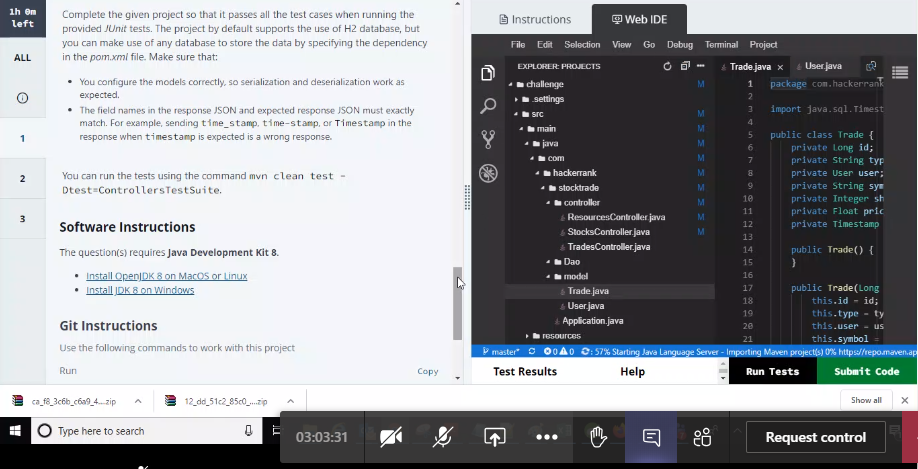 1h 0m
left
ALL
1
2
3
Complete the given project so that it passes all the test cases when running the
provided JUnit tests. The project by default supports the use of H2 database, but
you can make use of any database to store the data by specifying the dependency
in the pom.xml file. Make sure that:
You configure the models correctly, so serialization and deserialization work as
expected.
The field names in the response JSON and expected response JSON must exactly
match. For example, sending time_stamp, time-stamp, or Timestamp in the
response when timestamp is expected is a wrong response.
You can run the tests using the command mvn clean test -
Dtest=ControllersTestSuite.
Software Instructions
The question(s) requires Java Development Kit 8.
Install OpenJDK 8 on MacOS or Linux
Install JDK 8 on Windows
Git Instructions
Use the following commands to work with this project
Run
Copy
Instructions
Web IDE
File Edit Selection View Go Debug Terminal Project
EXPLORER: PROJECTS
challenge M
.settings
src M
main M
java M
com M
hackerrank M
stocktrade M
controller M
ResourcesController.java M
StocksController.java M
TradesController.java
Dao
model
Trade.java
User.java
Application.java
resources
Trade.java
User.java
1 package com.hackerrank
2
3 import java.sql.Timest
4
5 public class Trade {
6 private Long id;
7 private String typ
8 private User user;
9 private String sym
10 private Integer sh
11 private Float pric
12 private Timestamp
13
14 public Trade() {
15 }
16
17 public Trade(Long
18 this.id = id;
19 this.type = ty
20 this.user = us
21 this.symbol =
master* 0 0 : 57% Starting Java Language Server - Importing Maven project(s) 0% https://repo.maven.ap
Test Results
Help
Run Tests
Submit Code
ca_f8_3c6b_c6a9_4....zip
12_dd_51c2_85c0_....zip
Show all
Type here to search
03:03:31
Request control